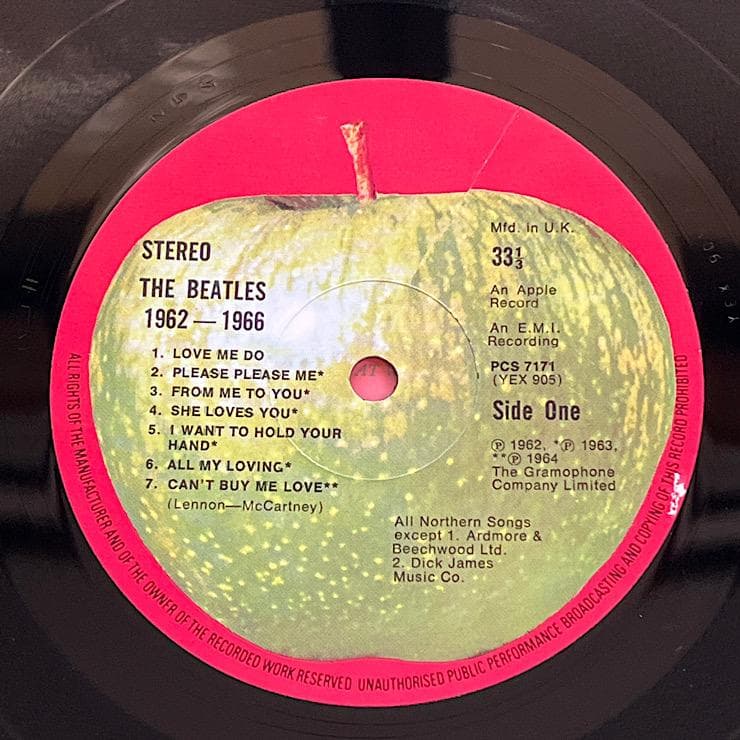 STEREO
THE BEATLES
1962—1966
1. LOVE ME DO
2. PLEASE PLEASE ME*
3. FROM ME TO YOU*
4. SHE LOVES YOU*
5. I WANT TO HOLD YOUR
HAND*
6. ALL MY LOVING*
7. CAN'T BUY ME LOVE**
(Lennon—McCartney)
Mfd. in U.K.
33⅓
An Apple
Record
An E.M.I.
Recording
PCS 7171
(YEX 905)
Side One
℗ 1962, *℗ 1963,
**℗ 1964
The Gramophone
Company Limited
All Northern Songs
except 1. Ardmore &
Beechwood Ltd.
2. Dick James
Music Co.
ALL RIGHTS OF THE MANUFACTURER AND OF THE OWNER OF THE RECORDED WORK RESERVED UNAUTHORISED PUBLIC PERFORMANCE BROADCASTING AND COPYING OF THIS RECORD PROHIBITED